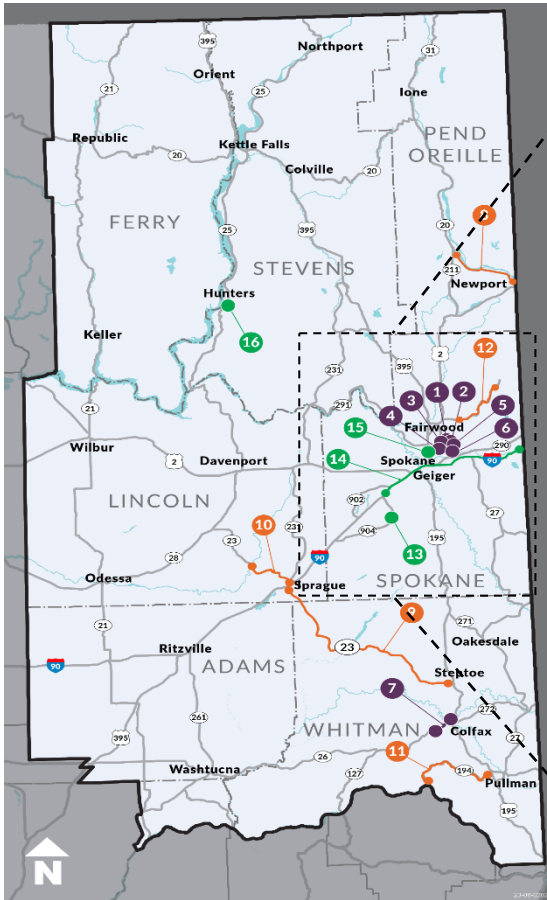 395
Northport
31
Orient
21
25
Ione
PEND
OREILLE
Republic
Kettle Falls
20
Colville
20
FERRY
8
25
395
20
STEVENS
211
Newport
Hunters
16
Keller
2
12
231
395
1
2
3
5
21
291
4
Fairwood
6
15
290
Wilbur
Spokane
90
2
Davenport
14
Geiger
LINCOLN
902
27
10
231
904
195
23
13
28
90
Odessa
Sprague
SPOKANE
9
271
21
Oakesdale
Ritzville
23
90
ADAMS
Steptoe
7
272
261
WHITMAN
Colfax
395
27
11
26
Washtucna
127
194
Pullman
195
N